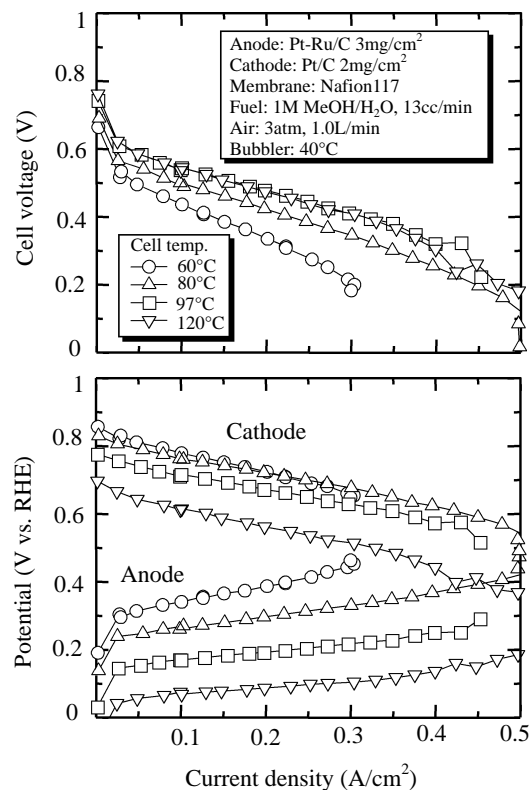 1
0.8
0.6
0.4
0.2
0
Cell voltage (V)
Anode: Pt-Ru/C 3mg/cm²
Cathode: Pt/C 2mg/cm²
Membrane: Nafion117
Fuel: 1M MeOH/H₂O, 13cc/min
Air: 3atm, 1.0L/min
Bubbler: 40°C
Cell temp.
60°C
80°C
97°C
120°C
1
0.8
0.6
0.4
0.2
0
Potential (V vs. RHE)
Cathode
Anode
0.1
0.2
0.3
0.4
0.5
Current density (A/cm²)